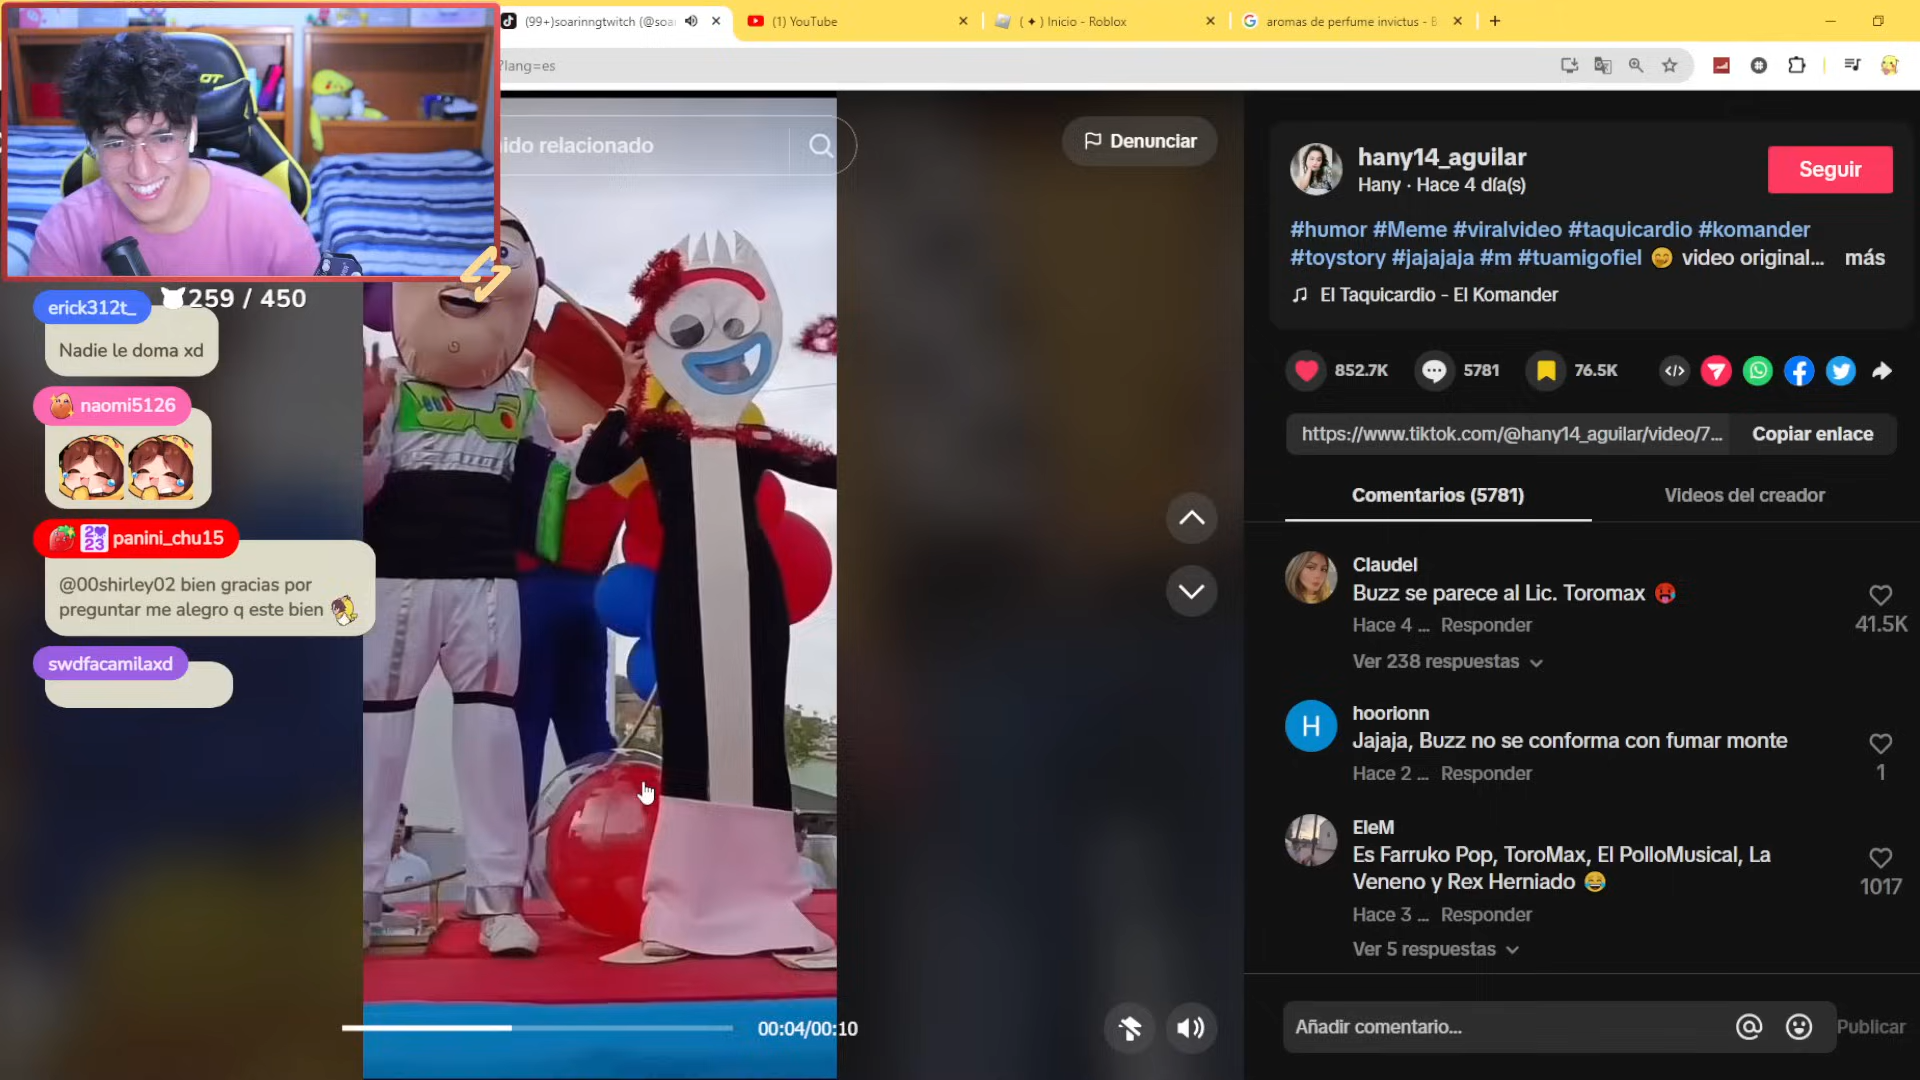 (99+)soarinngtwitch (@soa
(1) YouTube
( ✦ ) Inicio - Roblox
aromas de perfume invictus - B
?lang=es
ido relacionado
Denunciar
259 / 450
erick312t_
Nadie le doma xd
naomi5126
panini_chu15
@00shirley02 bien gracias por
preguntar me alegro q este bien
swdfacamilaxd
00:04/00:10
hany14_aguilar
Hany · Hace 4 día(s)
Seguir
#humor #Meme #viralvideo #taquicardio #komander
#toystory #jajajaja #m #tuamigofiel 😊 video original... más
El Taquicardio - El Komander
852.7K
5781
76.5K
https://www.tiktok.com/@hany14_aguilar/video/7...
Copiar enlace
Comentarios (5781)
Videos del creador
Claudel
Buzz se parece al Lic. Toromax 🥵
Hace 4 ... Responder
41.5K
Ver 238 respuestas
H
hoorionn
Jajaja, Buzz no se conforma con fumar monte
Hace 2 ... Responder
1
EleM
Es Farruko Pop, ToroMax, El PolloMusical, La
Veneno y Rex Herniado 😂
1017
Hace 3 ... Responder
Ver 5 respuestas
Añadir comentario...
Publicar